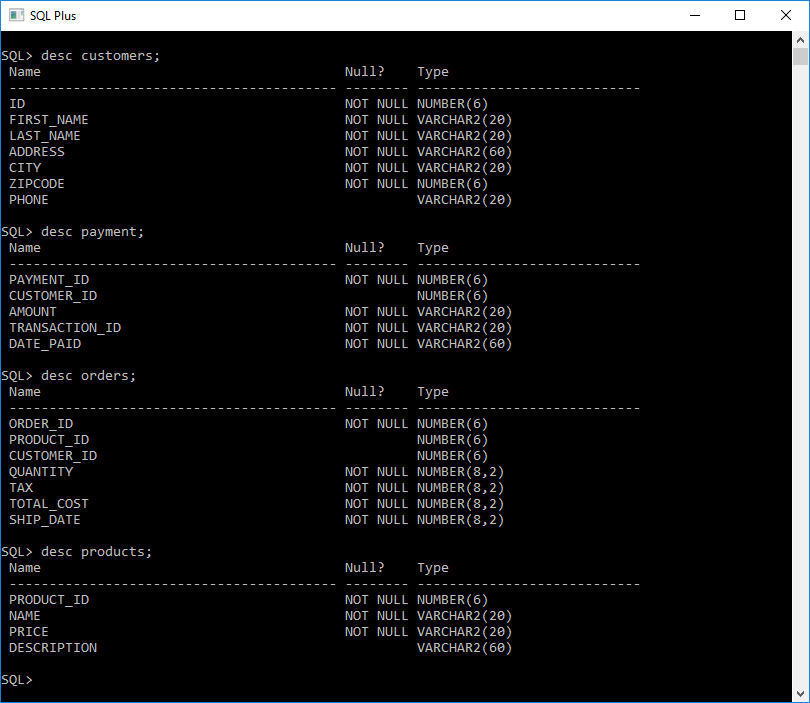 SQL Plus
SQL> desc customers;
Name Null? Type
----------------------------------------- -------- ----------------------------
ID NOT NULL NUMBER(6)
FIRST_NAME NOT NULL VARCHAR2(20)
LAST_NAME NOT NULL VARCHAR2(20)
ADDRESS NOT NULL VARCHAR2(60)
CITY NOT NULL VARCHAR2(20)
ZIPCODE NOT NULL NUMBER(6)
PHONE VARCHAR2(20)
SQL> desc payment;
Name Null? Type
----------------------------------------- -------- ----------------------------
PAYMENT_ID NOT NULL NUMBER(6)
CUSTOMER_ID NUMBER(6)
AMOUNT NOT NULL VARCHAR2(20)
TRANSACTION_ID NOT NULL VARCHAR2(20)
DATE_PAID NOT NULL VARCHAR2(60)
SQL> desc orders;
Name Null? Type
----------------------------------------- -------- ----------------------------
ORDER_ID NOT NULL NUMBER(6)
PRODUCT_ID NUMBER(6)
CUSTOMER_ID NUMBER(6)
QUANTITY NOT NULL NUMBER(8,2)
TAX NOT NULL NUMBER(8,2)
TOTAL_COST NOT NULL NUMBER(8,2)
SHIP_DATE NOT NULL NUMBER(8,2)
SQL> desc products;
Name Null? Type
----------------------------------------- -------- ----------------------------
PRODUCT_ID NOT NULL NUMBER(6)
NAME NOT NULL VARCHAR2(20)
PRICE NOT NULL VARCHAR2(20)
DESCRIPTION VARCHAR2(60)
SQL>